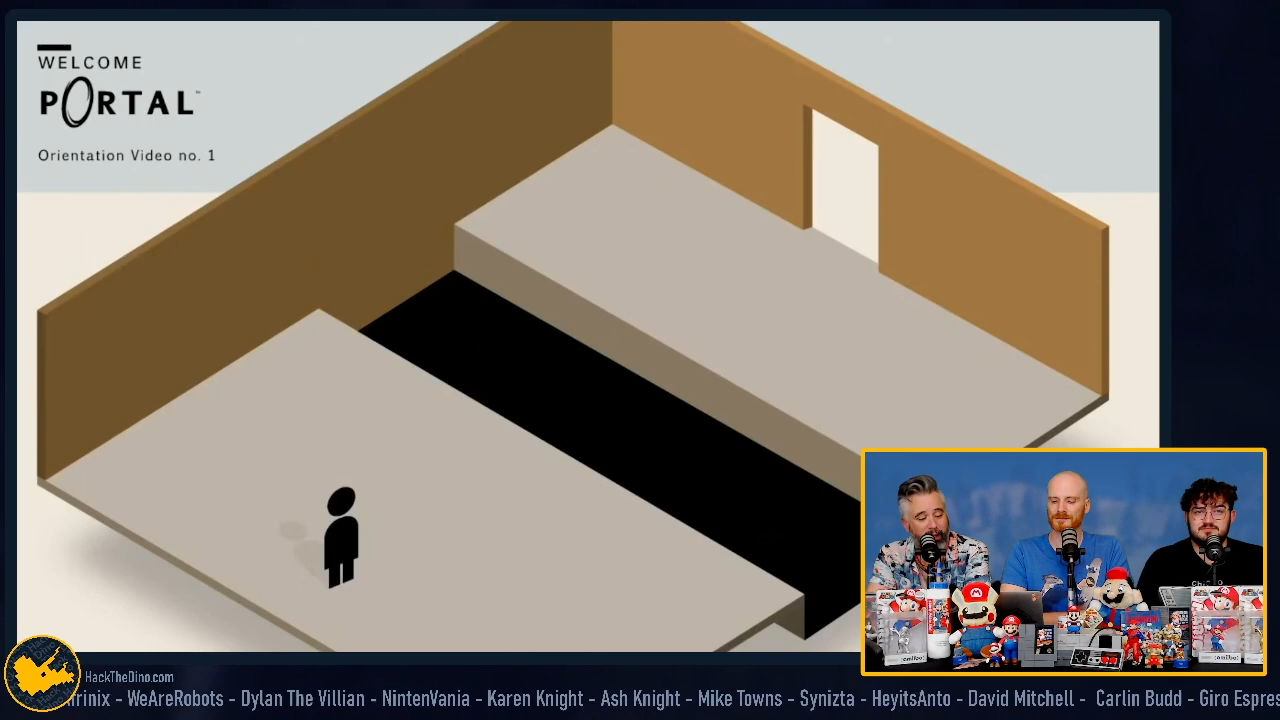 WELCOME
PORTAL™
Orientation Video no. 1
HackTheDino.com
rinix - WeAreRobots - Dylan The Villian - NintenVania - Karen Knight - Ash Knight - Mike Towns - Synizta - HeyitsAnto - David Mitchell - Carlin Budd - Giro Espres